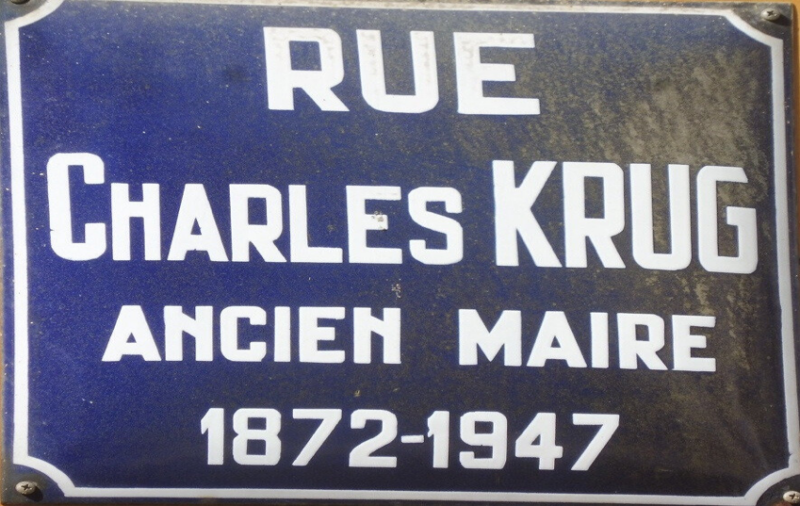 RUE
CHARLES KRUG
ANCIEN MAIRE
1872-1947